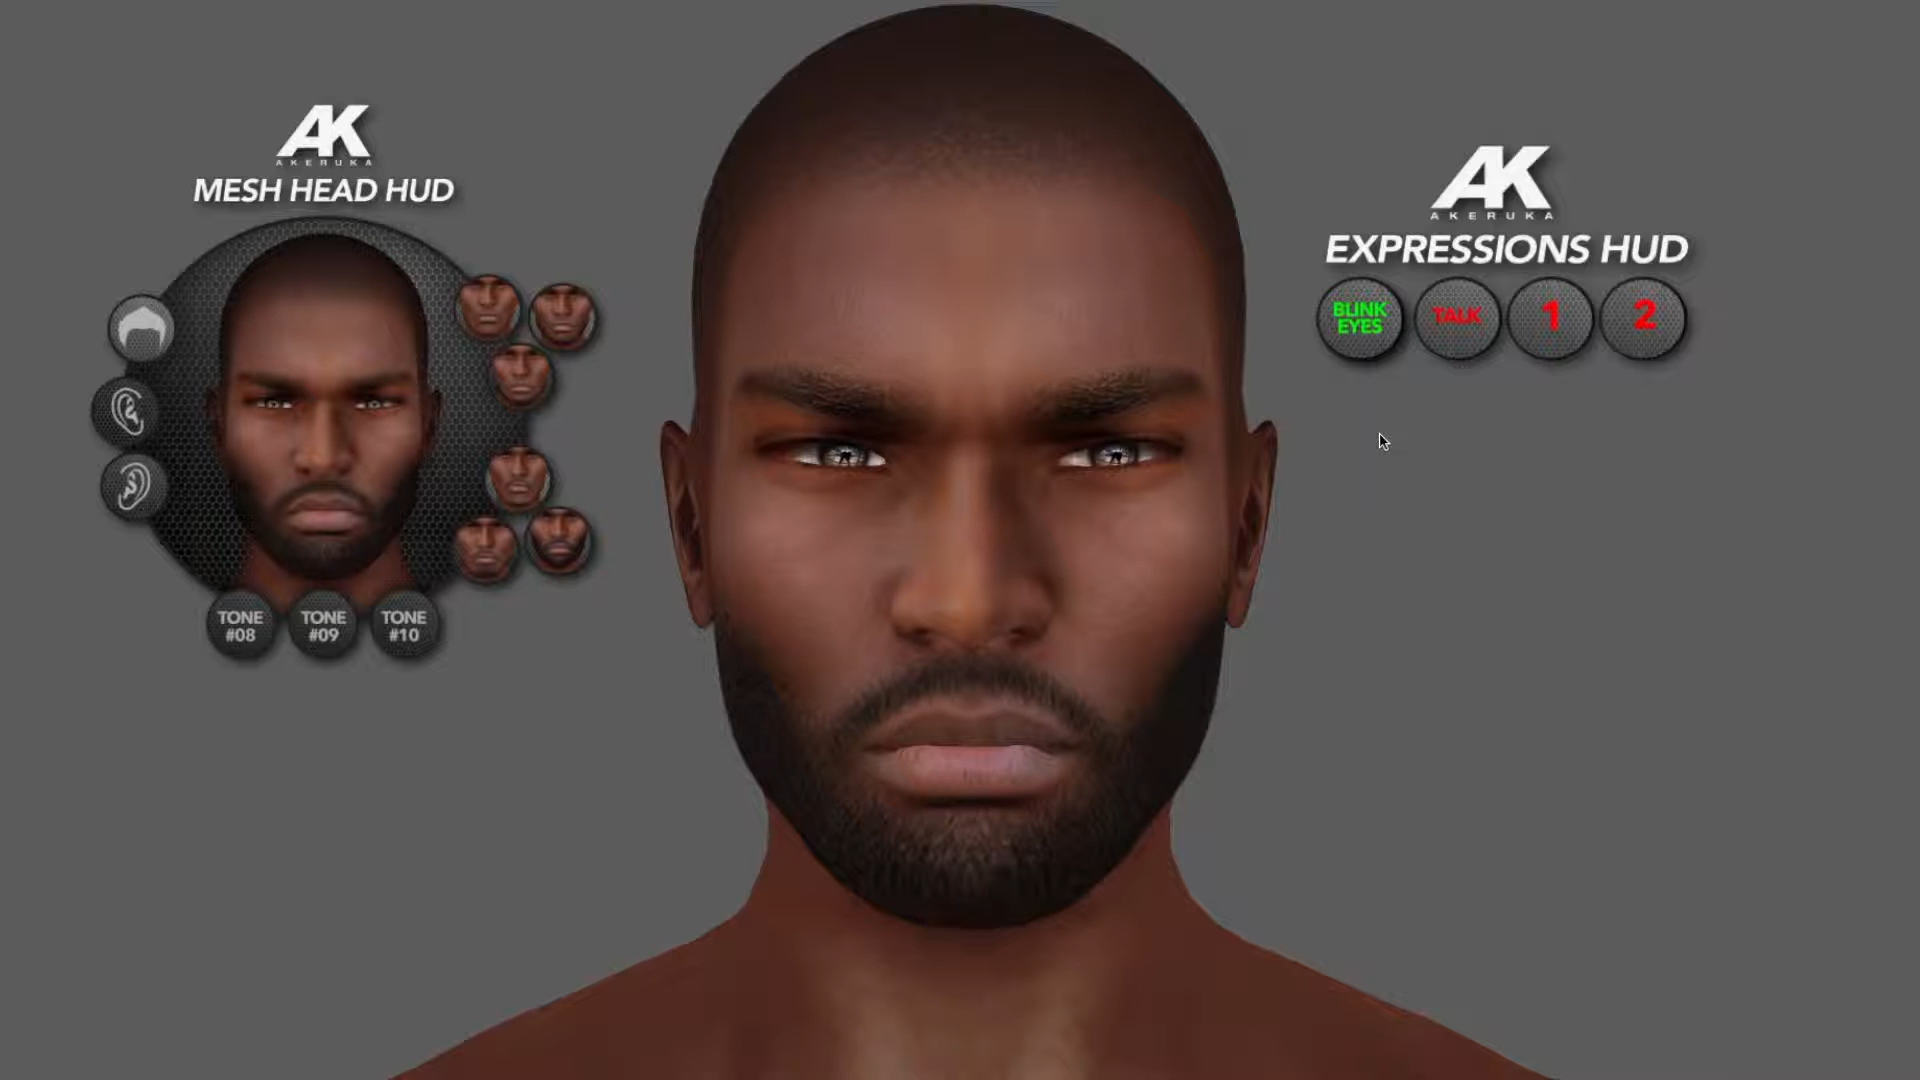 AK
AKERUKA
MESH HEAD HUD
TONE
#08
TONE
#09
TONE
#10
AK
AKERUKA
EXPRESSIONS HUD
BLINK
EYES
TALK
1
2